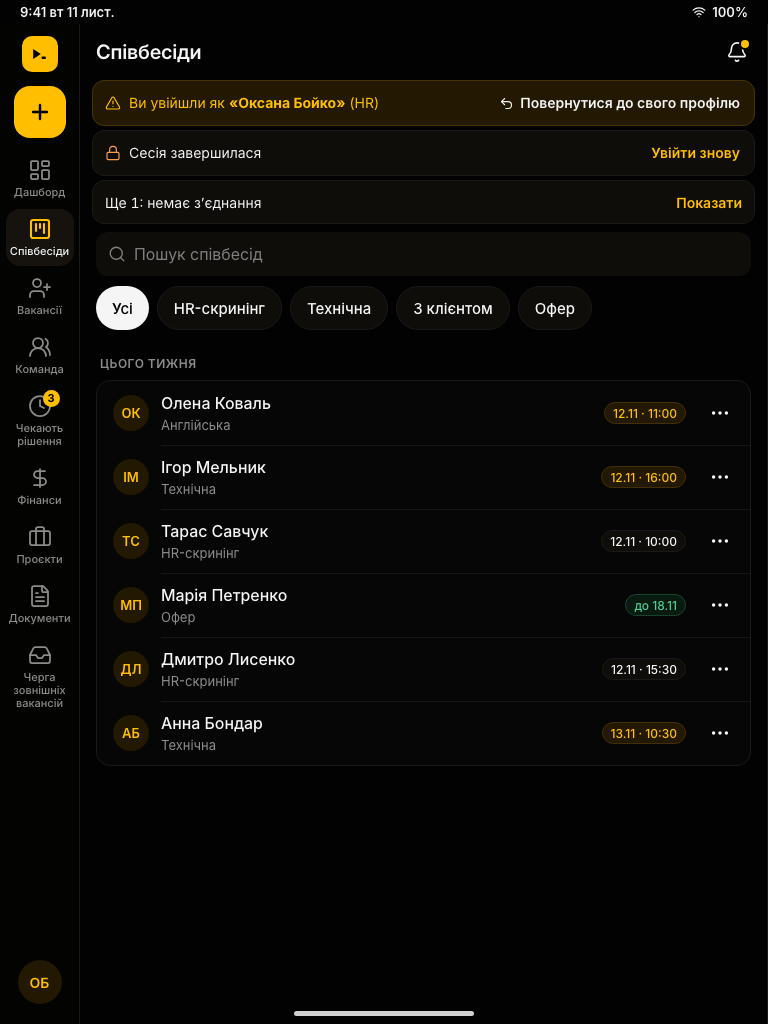 9:41 вт 11 лист.
100%
Співбесіди
Ви увійшли як «Оксана Бойко» (HR)
Повернутися до свого профілю
Сесія завершилася
Увійти знову
Ще 1: немає зʼєднання
Показати
Пошук співбесід
Усі
HR-скринінг
Технічна
З клієнтом
Офер
ЦЬОГО ТИЖНЯ
ОК
Олена Коваль
Англійська
12.11 · 11:00
ІМ
Ігор Мельник
Технічна
12.11 · 16:00
ТС
Тарас Савчук
HR-скринінг
12.11 · 10:00
МП
Марія Петренко
Офер
до 18.11
ДЛ
Дмитро Лисенко
HR-скринінг
12.11 · 15:30
АБ
Анна Бондар
Технічна
13.11 · 10:30
Дашборд
Співбесіди
Вакансії
Команда
3
Чекають
рішення
Фінанси
Проєкти
Документи
Черга
зовнішніх
вакансій
ОБ